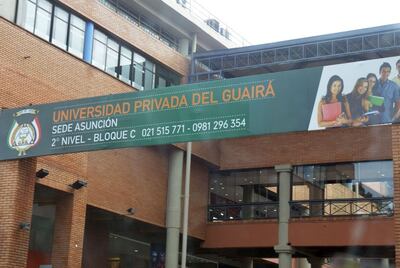 UNIVERSIDAD PRIVADA DEL GUAIRÁ
SEDE ASUNCIÓN
2° NIVEL - BLOQUE C 021 515 771 - 0981 296 354